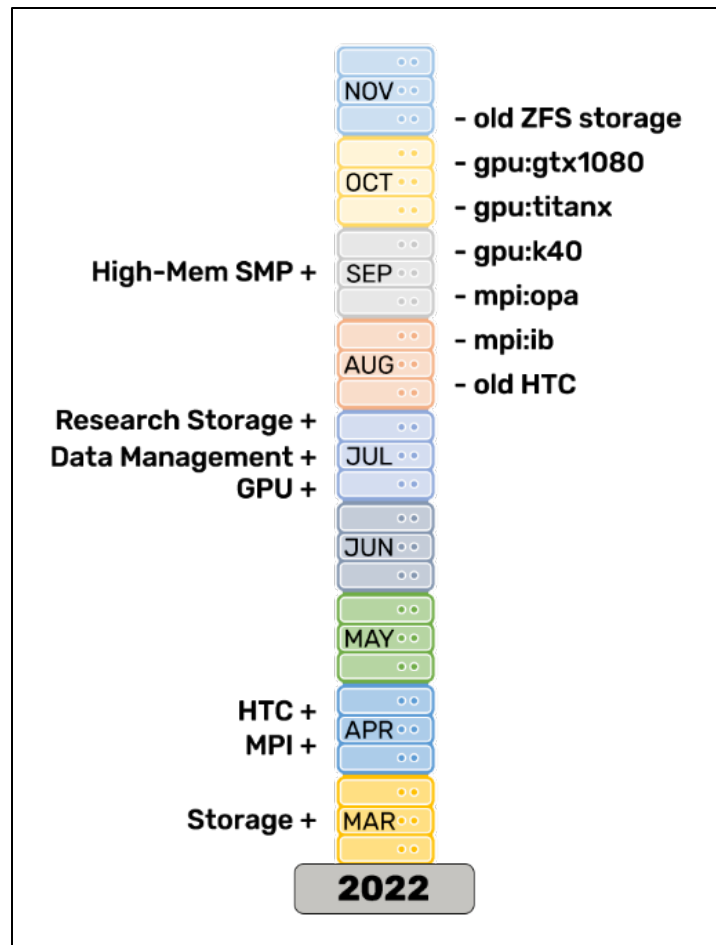 NOV
- old ZFS storage
- gpu:gtx1080
OCT
- gpu:titanx
- gpu:k40
High-Mem SMP +
SEP
- mpi:opa
- mpi:ib
AUG
- old HTC
Research Storage +
Data Management +
JUL
GPU +
JUN
MAY
HTC +
APR
MPI +
Storage +
MAR
2022